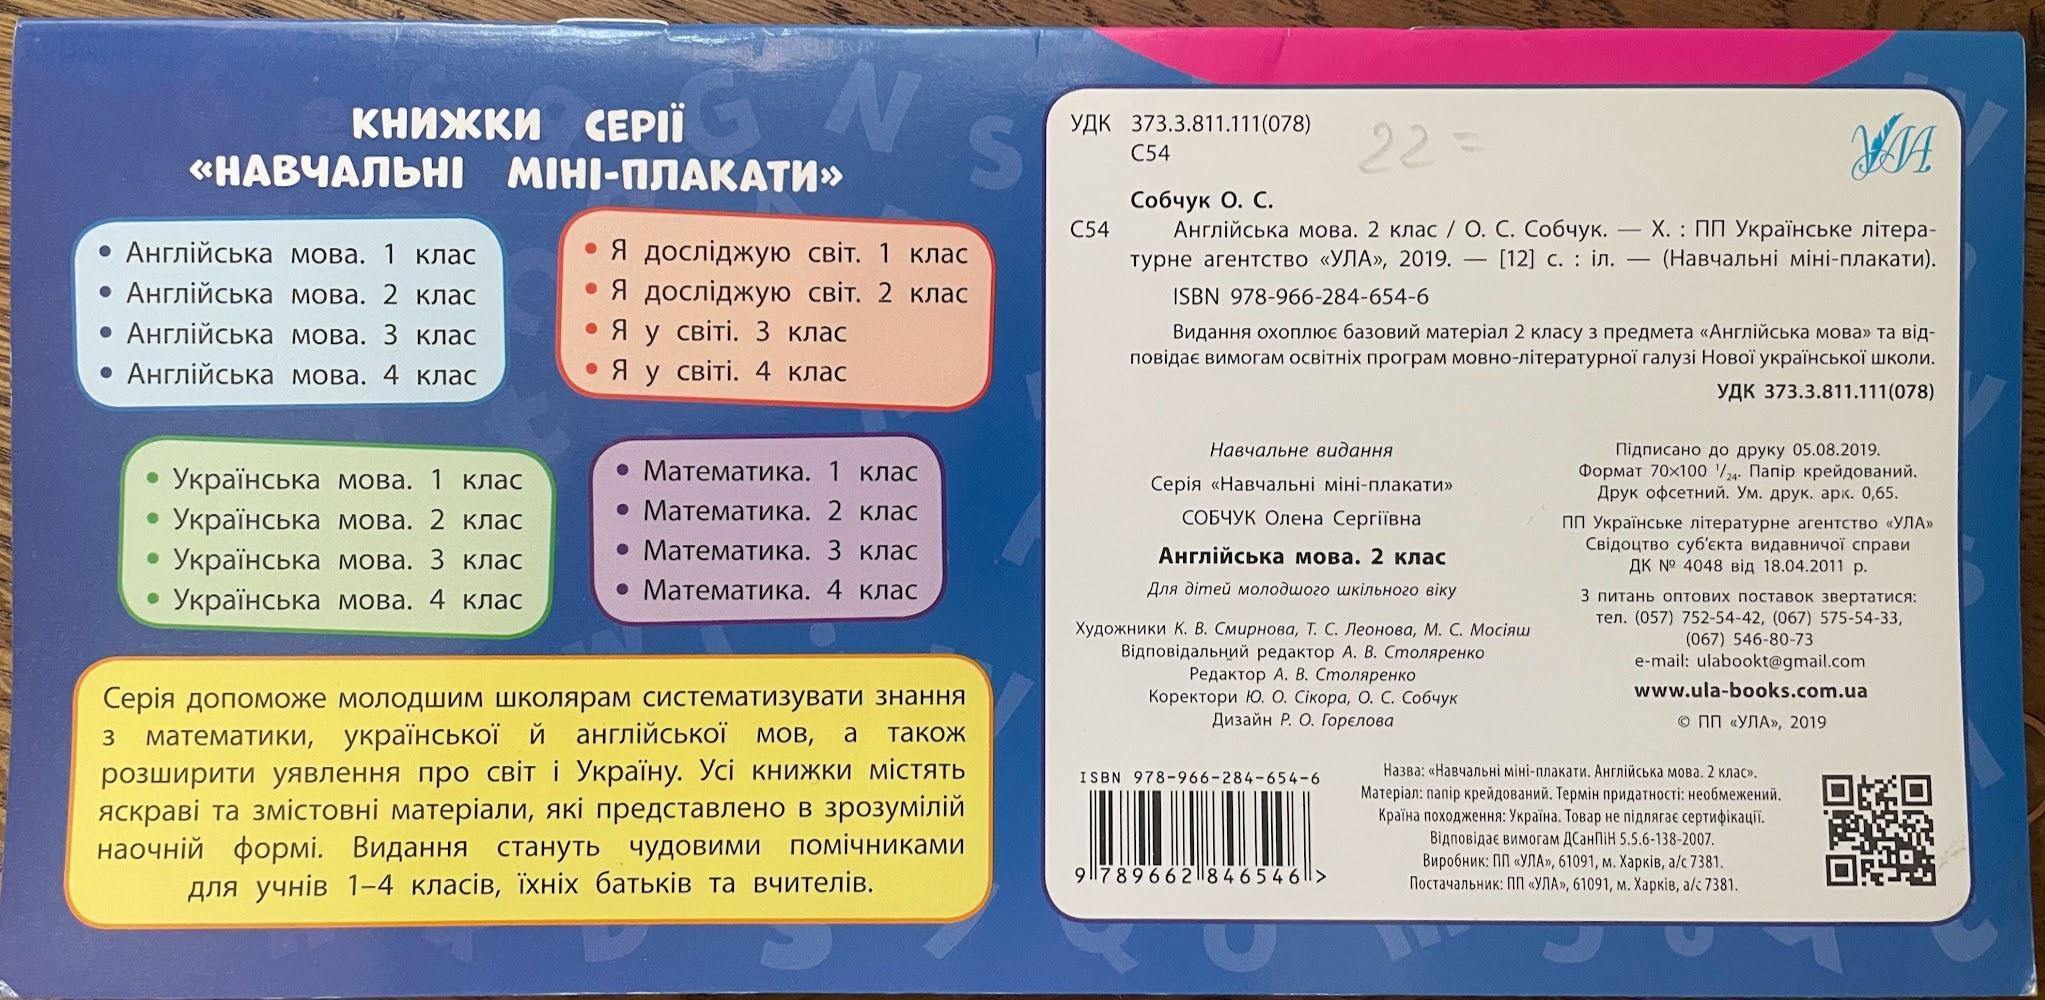 КНИЖКИ СЕРІЇ
«НАВЧАЛЬНІ МІНІ-ПЛАКАТИ»
• Англійська мова. 1 клас
• Англійська мова. 2 клас
• Англійська мова. 3 клас
• Англійська мова. 4 клас
• Я досліджую світ. 1 клас
• Я досліджую світ. 2 клас
• Я у світі. 3 клас
• Я у світі. 4 клас
• Українська мова. 1 клас
• Українська мова. 2 клас
• Українська мова. 3 клас
• Українська мова. 4 клас
• Математика. 1 клас
• Математика. 2 клас
• Математика. 3 клас
• Математика. 4 клас
Серія допоможе молодшим школярам систематизувати знання
з математики, української й англійської мов, а також
розширити уявлення про світ і Україну. Усі книжки містять
яскраві та змістовні матеріали, які представлено в зрозумілій
наочній формі. Видання стануть чудовими помічниками
для учнів 1–4 класів, їхніх батьків та вчителів.
УДК 373.3.811.111(078)
С54
22 =
УЛА
Собчук О. С.
С54 Англійська мова. 2 клас / О. С. Собчук. — Х. : ПП Українське літера-
турне агентство «УЛА», 2019. — [12] с. : іл. — (Навчальні міні-плакати).
ISBN 978-966-284-654-6
Видання охоплює базовий матеріал 2 класу з предмета «Англійська мова» та від-
повідає вимогам освітніх програм мовно-літературної галузі Нової української школи.
УДК 373.3.811.111(078)
Навчальне видання
Серія «Навчальні міні-плакати»
СОБЧУК Олена Сергіївна
Англійська мова. 2 клас
Для дітей молодшого шкільного віку
Художники К. В. Смирнова, Т. С. Леонова, М. С. Мосіяш
Відповідальний редактор А. В. Столяренко
Редактор А. В. Столяренко
Коректори Ю. О. Сікора, О. С. Собчук
Дизайн Р. О. Горєлова
Підписано до друку 05.08.2019.
Формат 70×100 1/24. Папір крейдований.
Друк офсетний. Ум. друк. арк. 0,65.
ПП Українське літературне агентство «УЛА»
Свідоцтво суб’єкта видавничої справи
ДК № 4048 від 18.04.2011 р.
З питань оптових поставок звертатися:
тел. (057) 752-54-42, (067) 575-54-33,
(067) 546-80-73
e-mail: ulabookt@gmail.com
www.ula-books.com.ua
© ПП «УЛА», 2019
ISBN 978-966-284-654-6
9 789662 846546 >
Назва: «Навчальні міні-плакати. Англійська мова. 2 клас».
Матеріал: папір крейдований. Термін придатності: необмежений.
Країна походження: Україна. Товар не підлягає сертифікації.
Відповідає вимогам ДСанПіН 5.5.6-138-2007.
Виробник: ПП «УЛА», 61091, м. Харків, а/с 7381.
Постачальник: ПП «УЛА», 61091, м. Харків, а/с 7381.